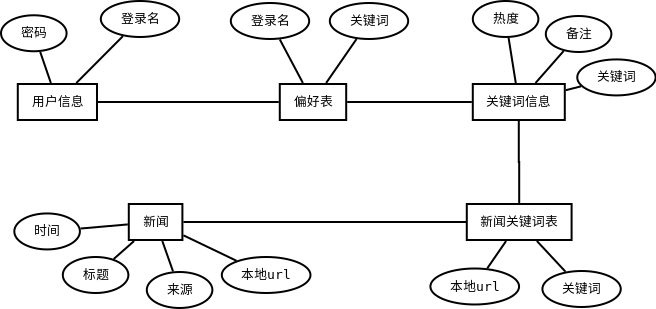 密码
登录名
登录名
关键词
热度
备注
关键词
用户信息
偏好表
关键词信息
时间
新闻
新闻关键词表
标题
来源
本地url
本地url
关键词